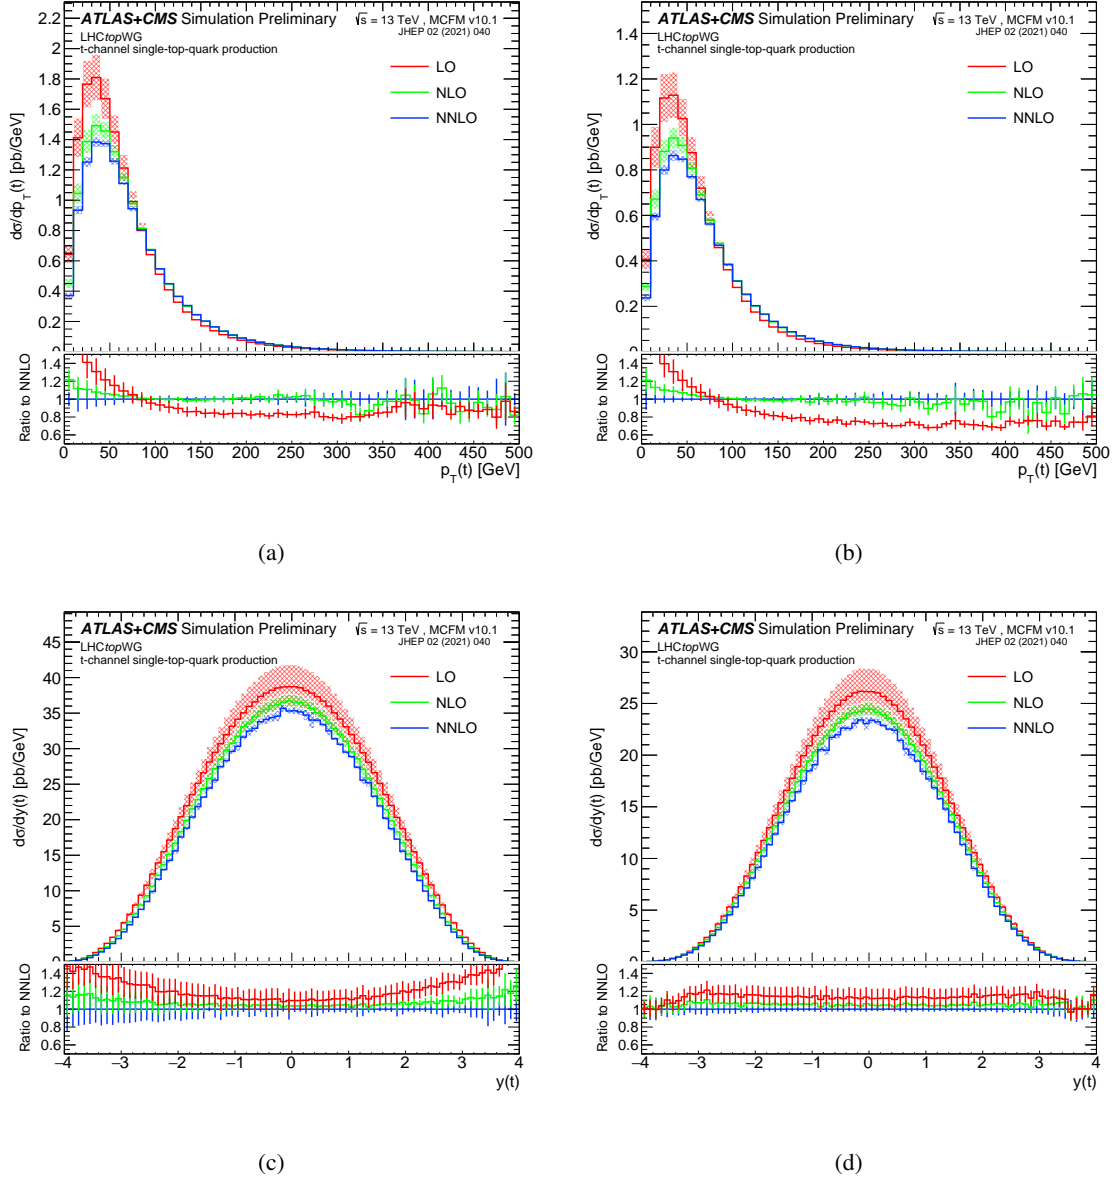 ATLAS+CMS Simulation Preliminary
√s = 13 TeV , MCFM v10.1
JHEP 02 (2021) 040
LHCtopWG
t-channel single-top-quark production
LO
NLO
NNLO
dσ/dp_T(t) [pb/GeV]
2.2
2
1.8
1.6
1.4
1.2
1
0.8
0.6
0.4
0.2
0
Ratio to NNLO
1.4
1.2
1
0.8
0.6
0 50 100 150 200 250 300 350 400 450 500
p_T(t) [GeV]
(a)
ATLAS+CMS Simulation Preliminary
√s = 13 TeV , MCFM v10.1
JHEP 02 (2021) 040
LHCtopWG
t-channel single-top-quark production
LO
NLO
NNLO
dσ/dp_T(t) [pb/GeV]
1.4
1.2
1
0.8
0.6
0.4
0.2
0
Ratio to NNLO
1.4
1.2
1
0.8
0.6
0 50 100 150 200 250 300 350 400 450 500
p_T(t) [GeV]
(b)
ATLAS+CMS Simulation Preliminary
√s = 13 TeV , MCFM v10.1
JHEP 02 (2021) 040
LHCtopWG
t-channel single-top-quark production
LO
NLO
NNLO
dσ/dy(t) [pb/GeV]
45
40
35
30
25
20
15
10
5
0
Ratio to NNLO
1.4
1.2
1
0.8
0.6
−4 −3 −2 −1 0 1 2 3 4
y(t)
(c)
ATLAS+CMS Simulation Preliminary
√s = 13 TeV , MCFM v10.1
JHEP 02 (2021) 040
LHCtopWG
t-channel single-top-quark production
LO
NLO
NNLO
dσ/dy(t) [pb/GeV]
30
25
20
15
10
5
0
Ratio to NNLO
1.4
1.2
1
0.8
0.6
−4 −3 −2 −1 0 1 2 3 4
y(t)
(d)